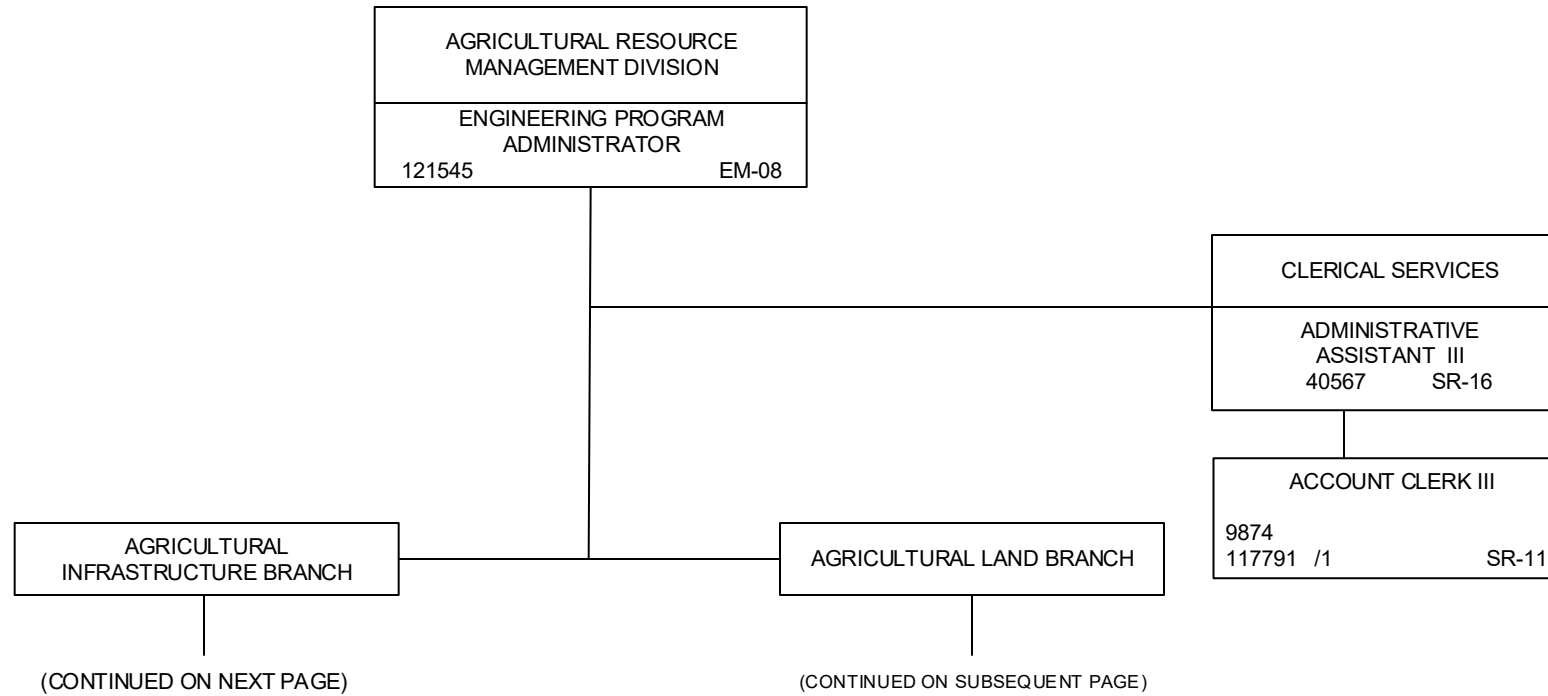 AGRICULTURAL RESOURCE
MANAGEMENT DIVISION
ENGINEERING PROGRAM
ADMINISTRATOR
121545 EM-08
CLERICAL SERVICES
ADMINISTRATIVE
ASSISTANT III
40567 SR-16
ACCOUNT CLERK III
9874
117791 /1 SR-11
AGRICULTURAL
INFRASTRUCTURE BRANCH
AGRICULTURAL LAND BRANCH
(CONTINUED ON NEXT PAGE)
(CONTINUED ON SUBSEQUENT PAGE)